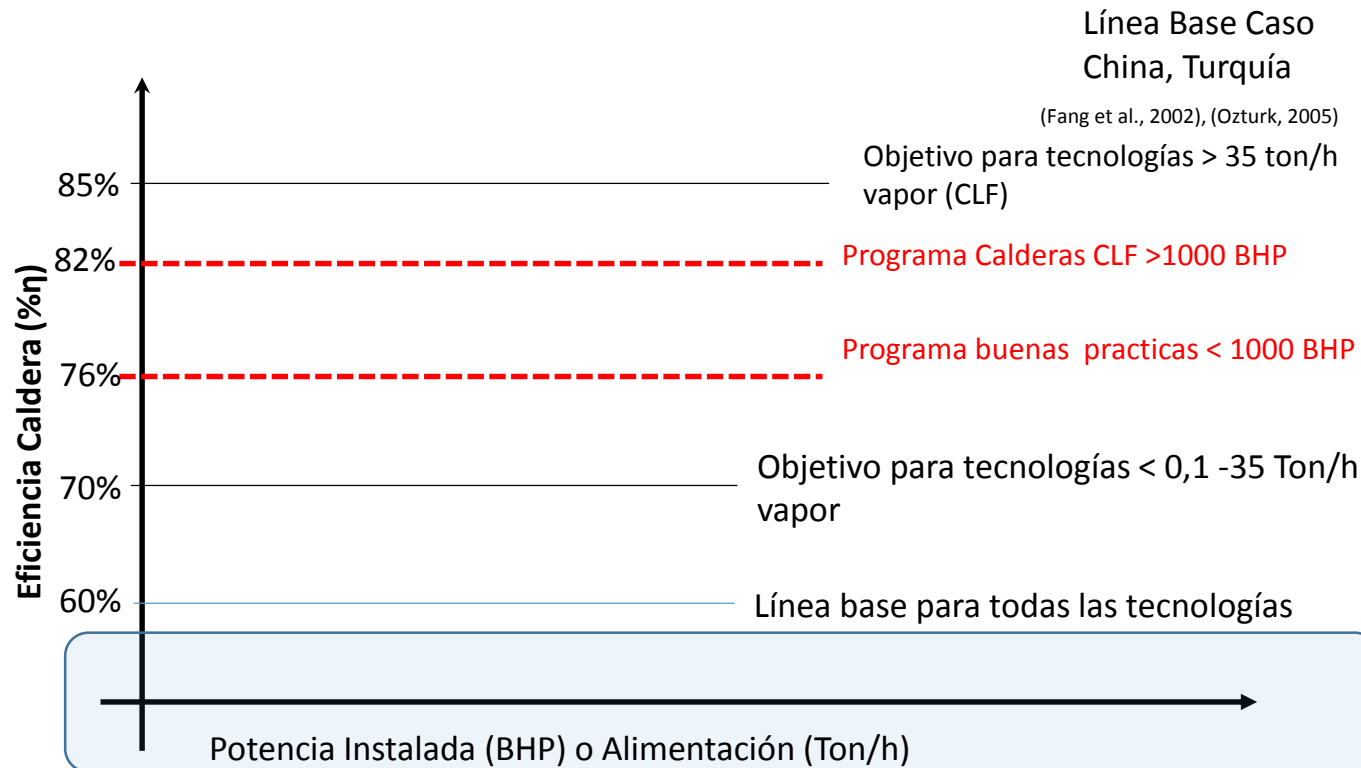 Línea Base Caso
China, Turquía
(Fang et al., 2002), (Ozturk, 2005)
Objetivo para tecnologías > 35 ton/h
vapor (CLF)
85%
82%
Programa Calderas CLF >1000 BHP
Programa buenas practicas < 1000 BHP
76%
Eficiencia Caldera (%η)
Objetivo para tecnologías < 0,1 -35 Ton/h
vapor
70%
60%
Línea base para todas las tecnologías
Potencia Instalada (BHP) o Alimentación (Ton/h)